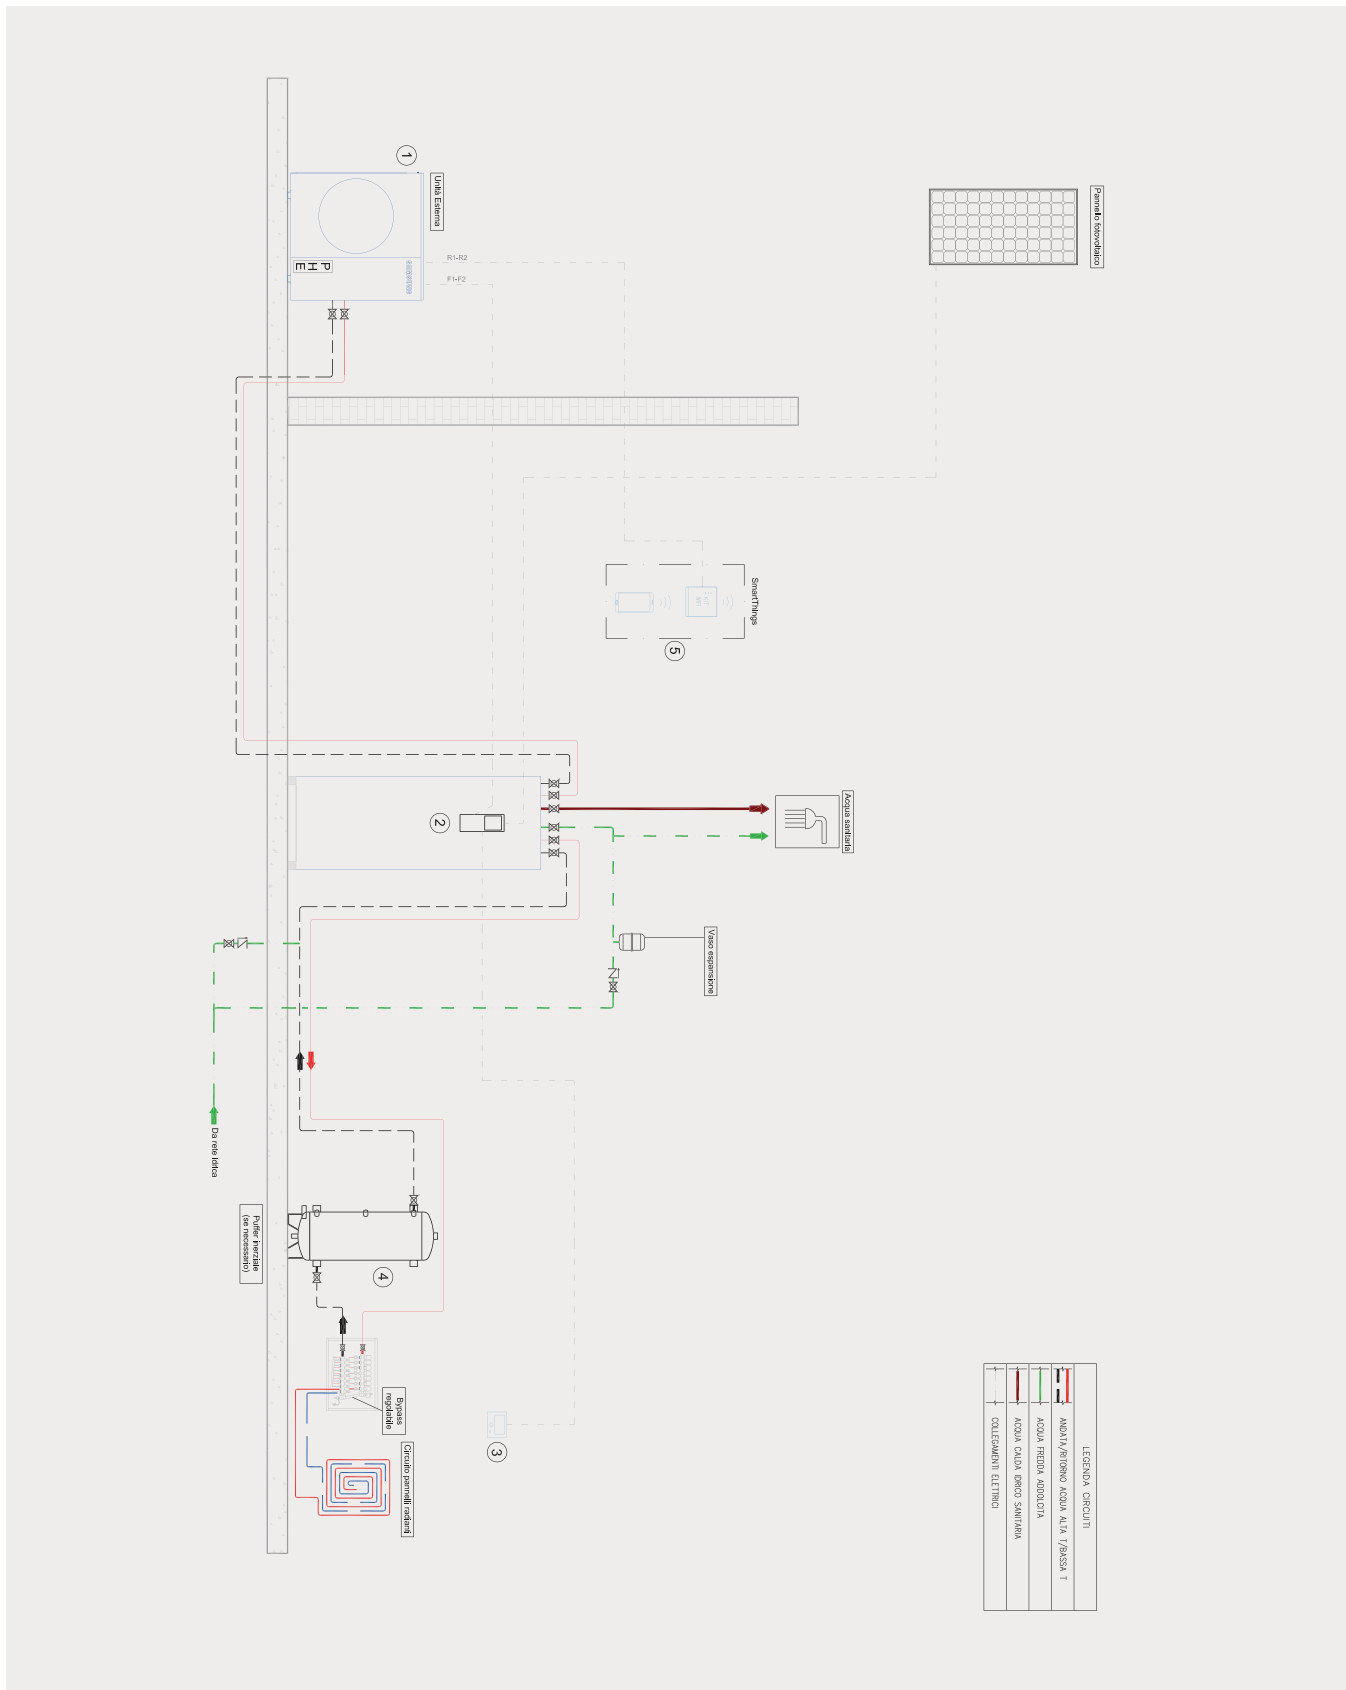 Pannello fotovoltaico
1
Unità Esterna
P
H
E
R1-R2
F1-F2
SmartThings
5
Acqua sanitaria
2
Vaso espansione
Da rete idrica
Puffer inerziale
(se necessario)
4
Bypass
regolabile
Circuito pannelli radianti
3
LEGENDA CIRCUITI
ANDATA/RITORNO ACQUA ALTA T/BASSA T
ACQUA FREDDA ADDOLCITA
ACQUA CALDA IDRICO SANITARIA
COLLEGAMENTI ELETTRICI